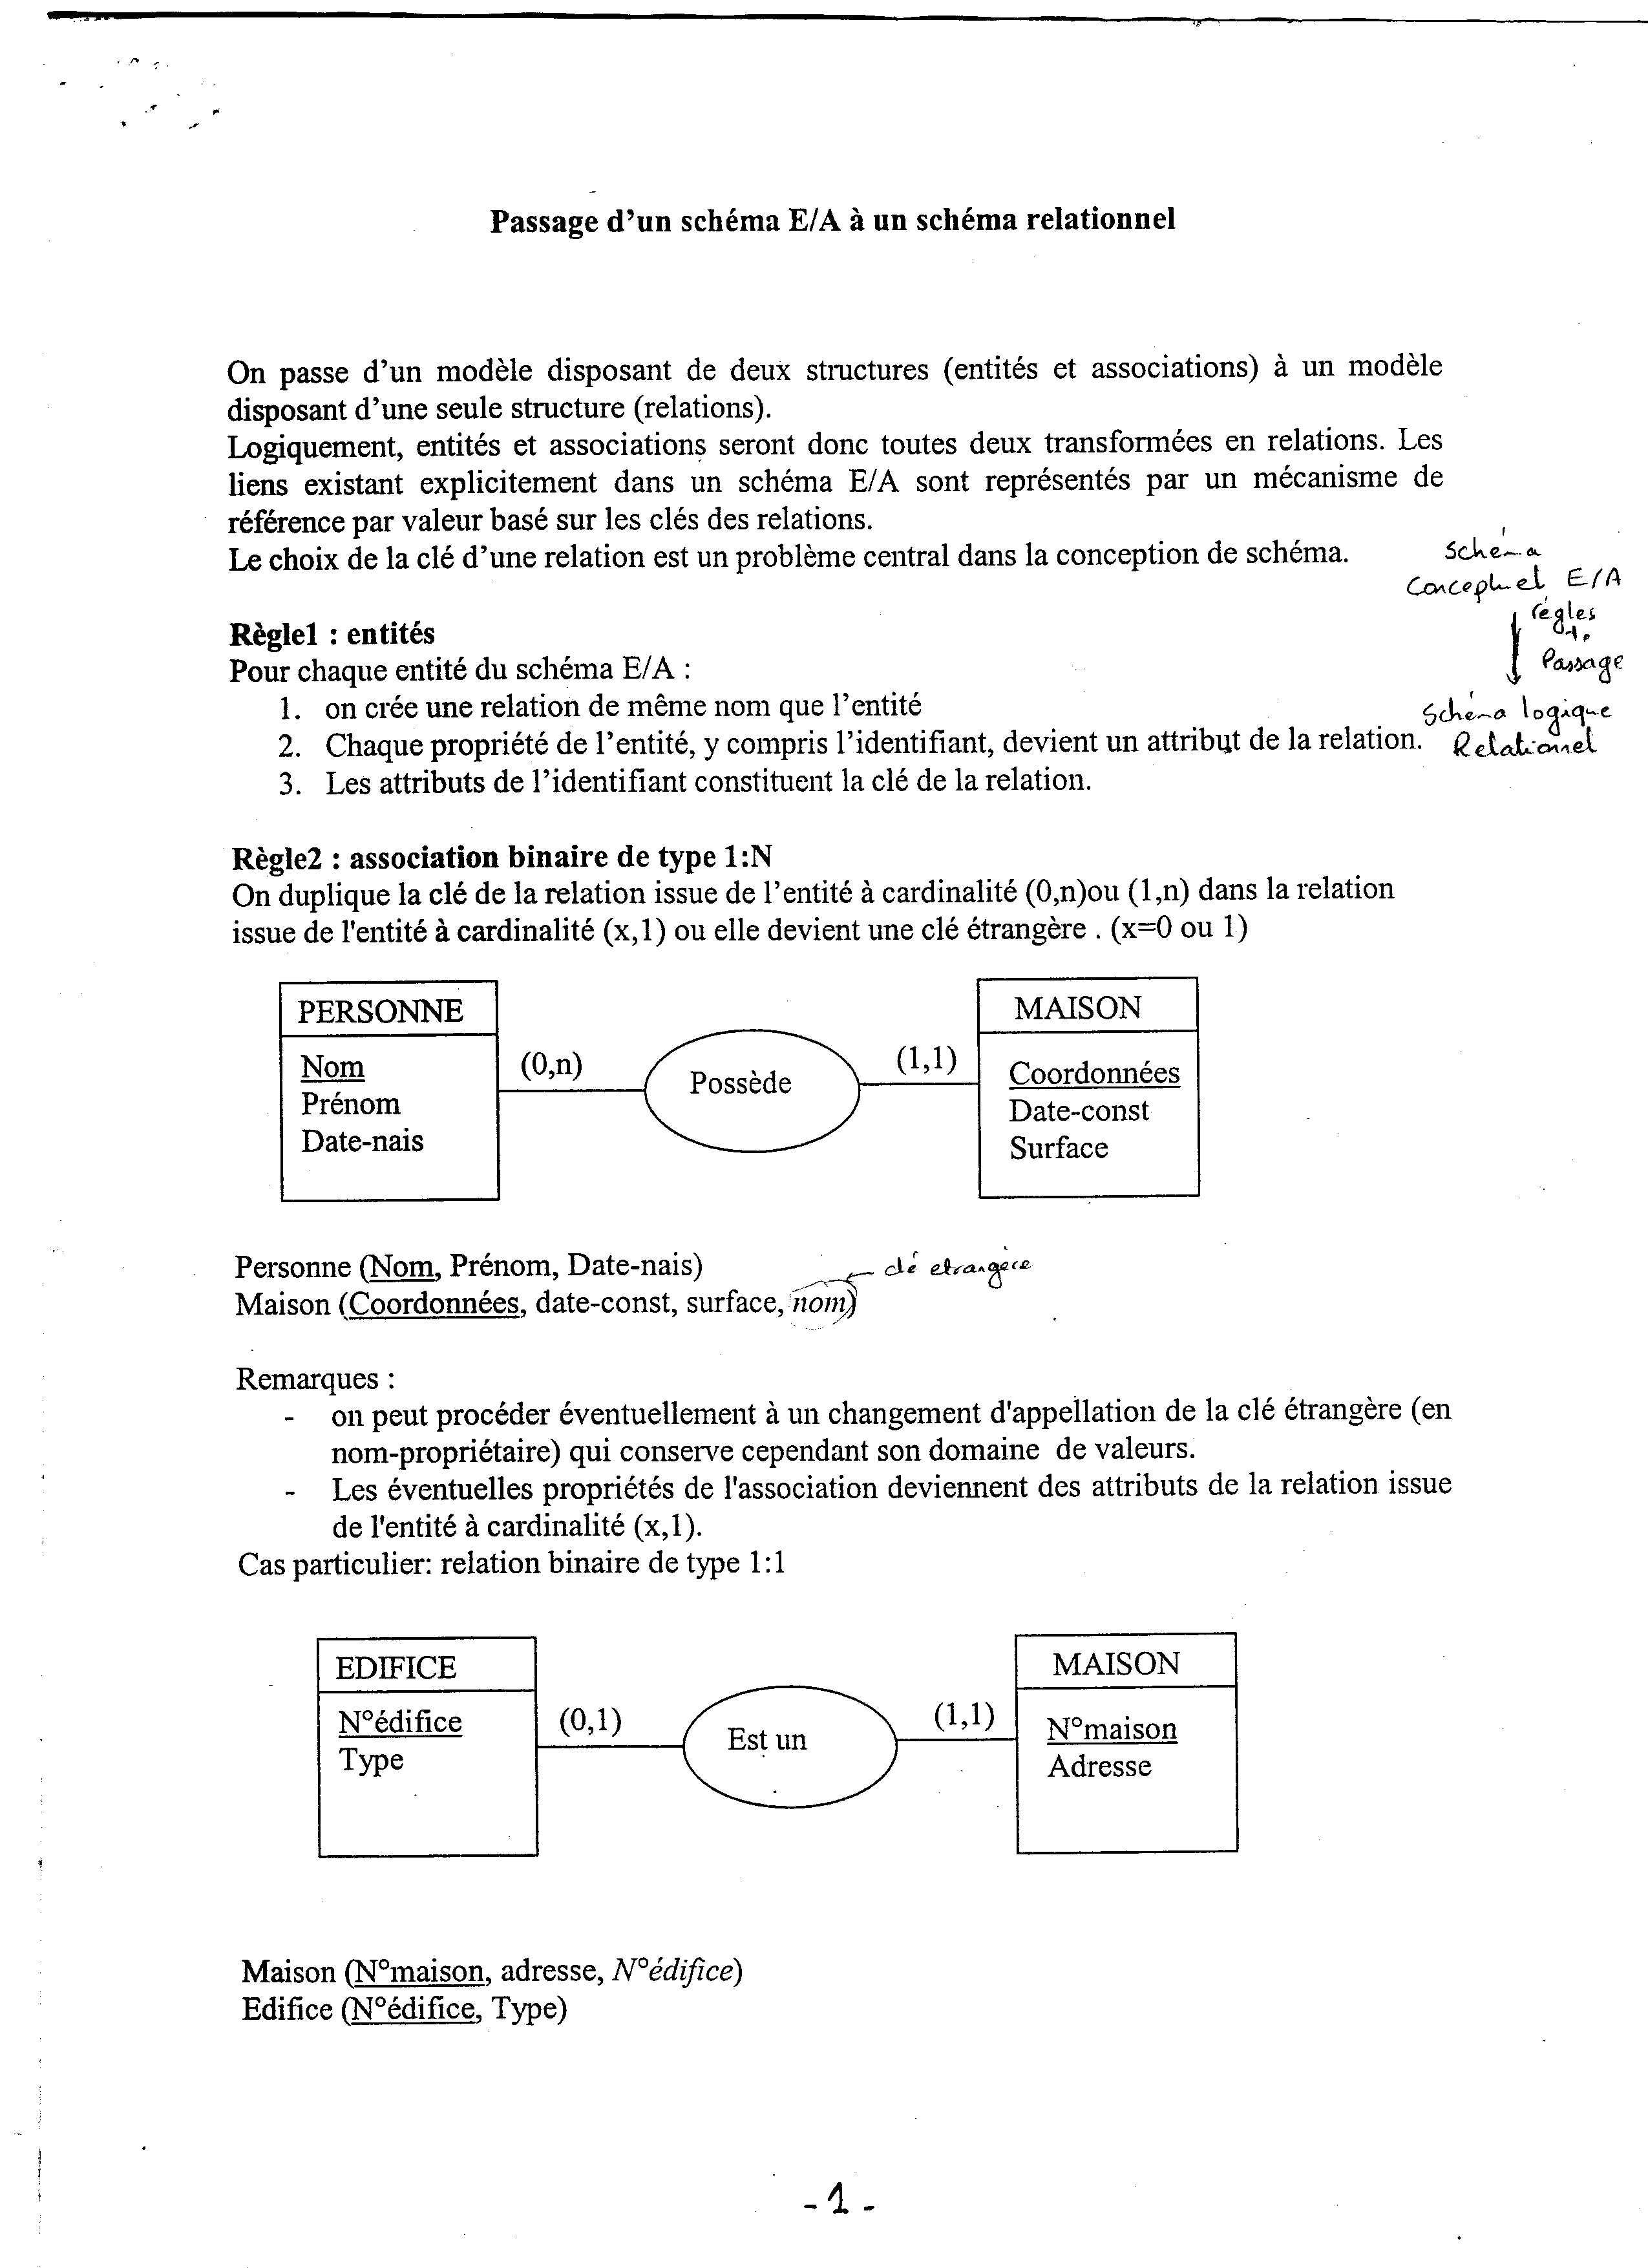 Passage d'un schéma E/A à un schéma relationnel
On passe d'un modèle disposant de deux structures (entités et associations) à un modèle
disposant d'une seule structure (relations).
Logiquement, entités et associations seront donc toutes deux transformées en relations. Les
liens existant explicitement dans un schéma E/A sont représentés par un mécanisme de
référence par valeur basé sur les clés des relations.
Le choix de la clé d'une relation est un problème central dans la conception de schéma.
Schéma
Conceptuel E/A
règles
de
Passage
Schéma logique
Relationnel
Règle1 : entités
Pour chaque entité du schéma E/A :
1. on crée une relation de même nom que l'entité
2. Chaque propriété de l'entité, y compris l'identifiant, devient un attribut de la relation.
3. Les attributs de l'identifiant constituent la clé de la relation.
Règle2 : association binaire de type 1:N
On duplique la clé de la relation issue de l'entité à cardinalité (0,n)ou (1,n) dans la relation
issue de l'entité à cardinalité (x,1) ou elle devient une clé étrangère . (x=0 ou 1)
PERSONNE
Nom
Prénom
Date-nais
(0,n)
Possède
(1,1)
MAISON
Coordonnées
Date-const
Surface
Personne (Nom, Prénom, Date-nais)
clé etrangère
Maison (Coordonnées, date-const, surface, nom)
Remarques :
- on peut procéder éventuellement à un changement d'appellation de la clé étrangère (en
nom-propriétaire) qui conserve cependant son domaine de valeurs.
- Les éventuelles propriétés de l'association deviennent des attributs de la relation issue
de l'entité à cardinalité (x,1).
Cas particulier: relation binaire de type 1:1
EDIFICE
N°édifice
Type
(0,1)
Est un
(1,1)
MAISON
N°maison
Adresse
Maison (N°maison, adresse, N°édifice)
Edifice (N°édifice, Type)
- 1 -